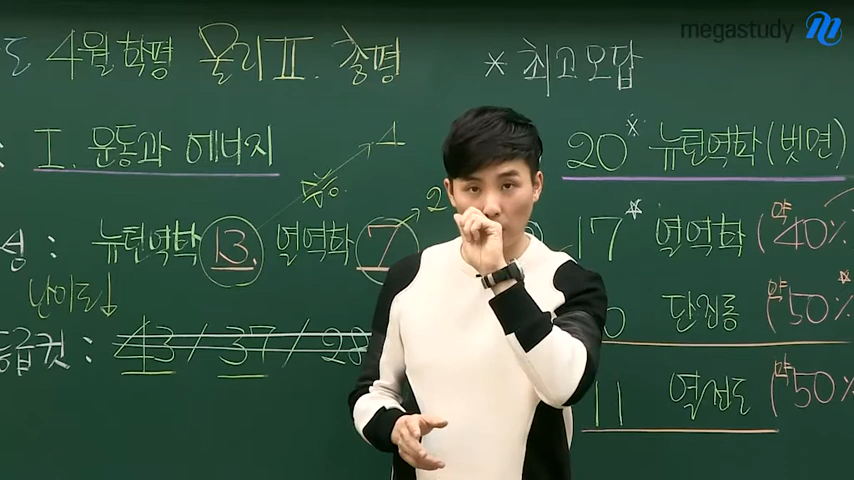 megastudy
4월 학평 물리Ⅱ. 총평
* 최고오답
Ⅰ. 운동과 에너지
20* 뉴턴역학(빗면)
뉴턴역학 13. 열역학 7
1
2
17* 열역학 (약 40%
난이도↓
단진동 (약 50%
등급컷: 43/37/28
11 열전도 (약 50%